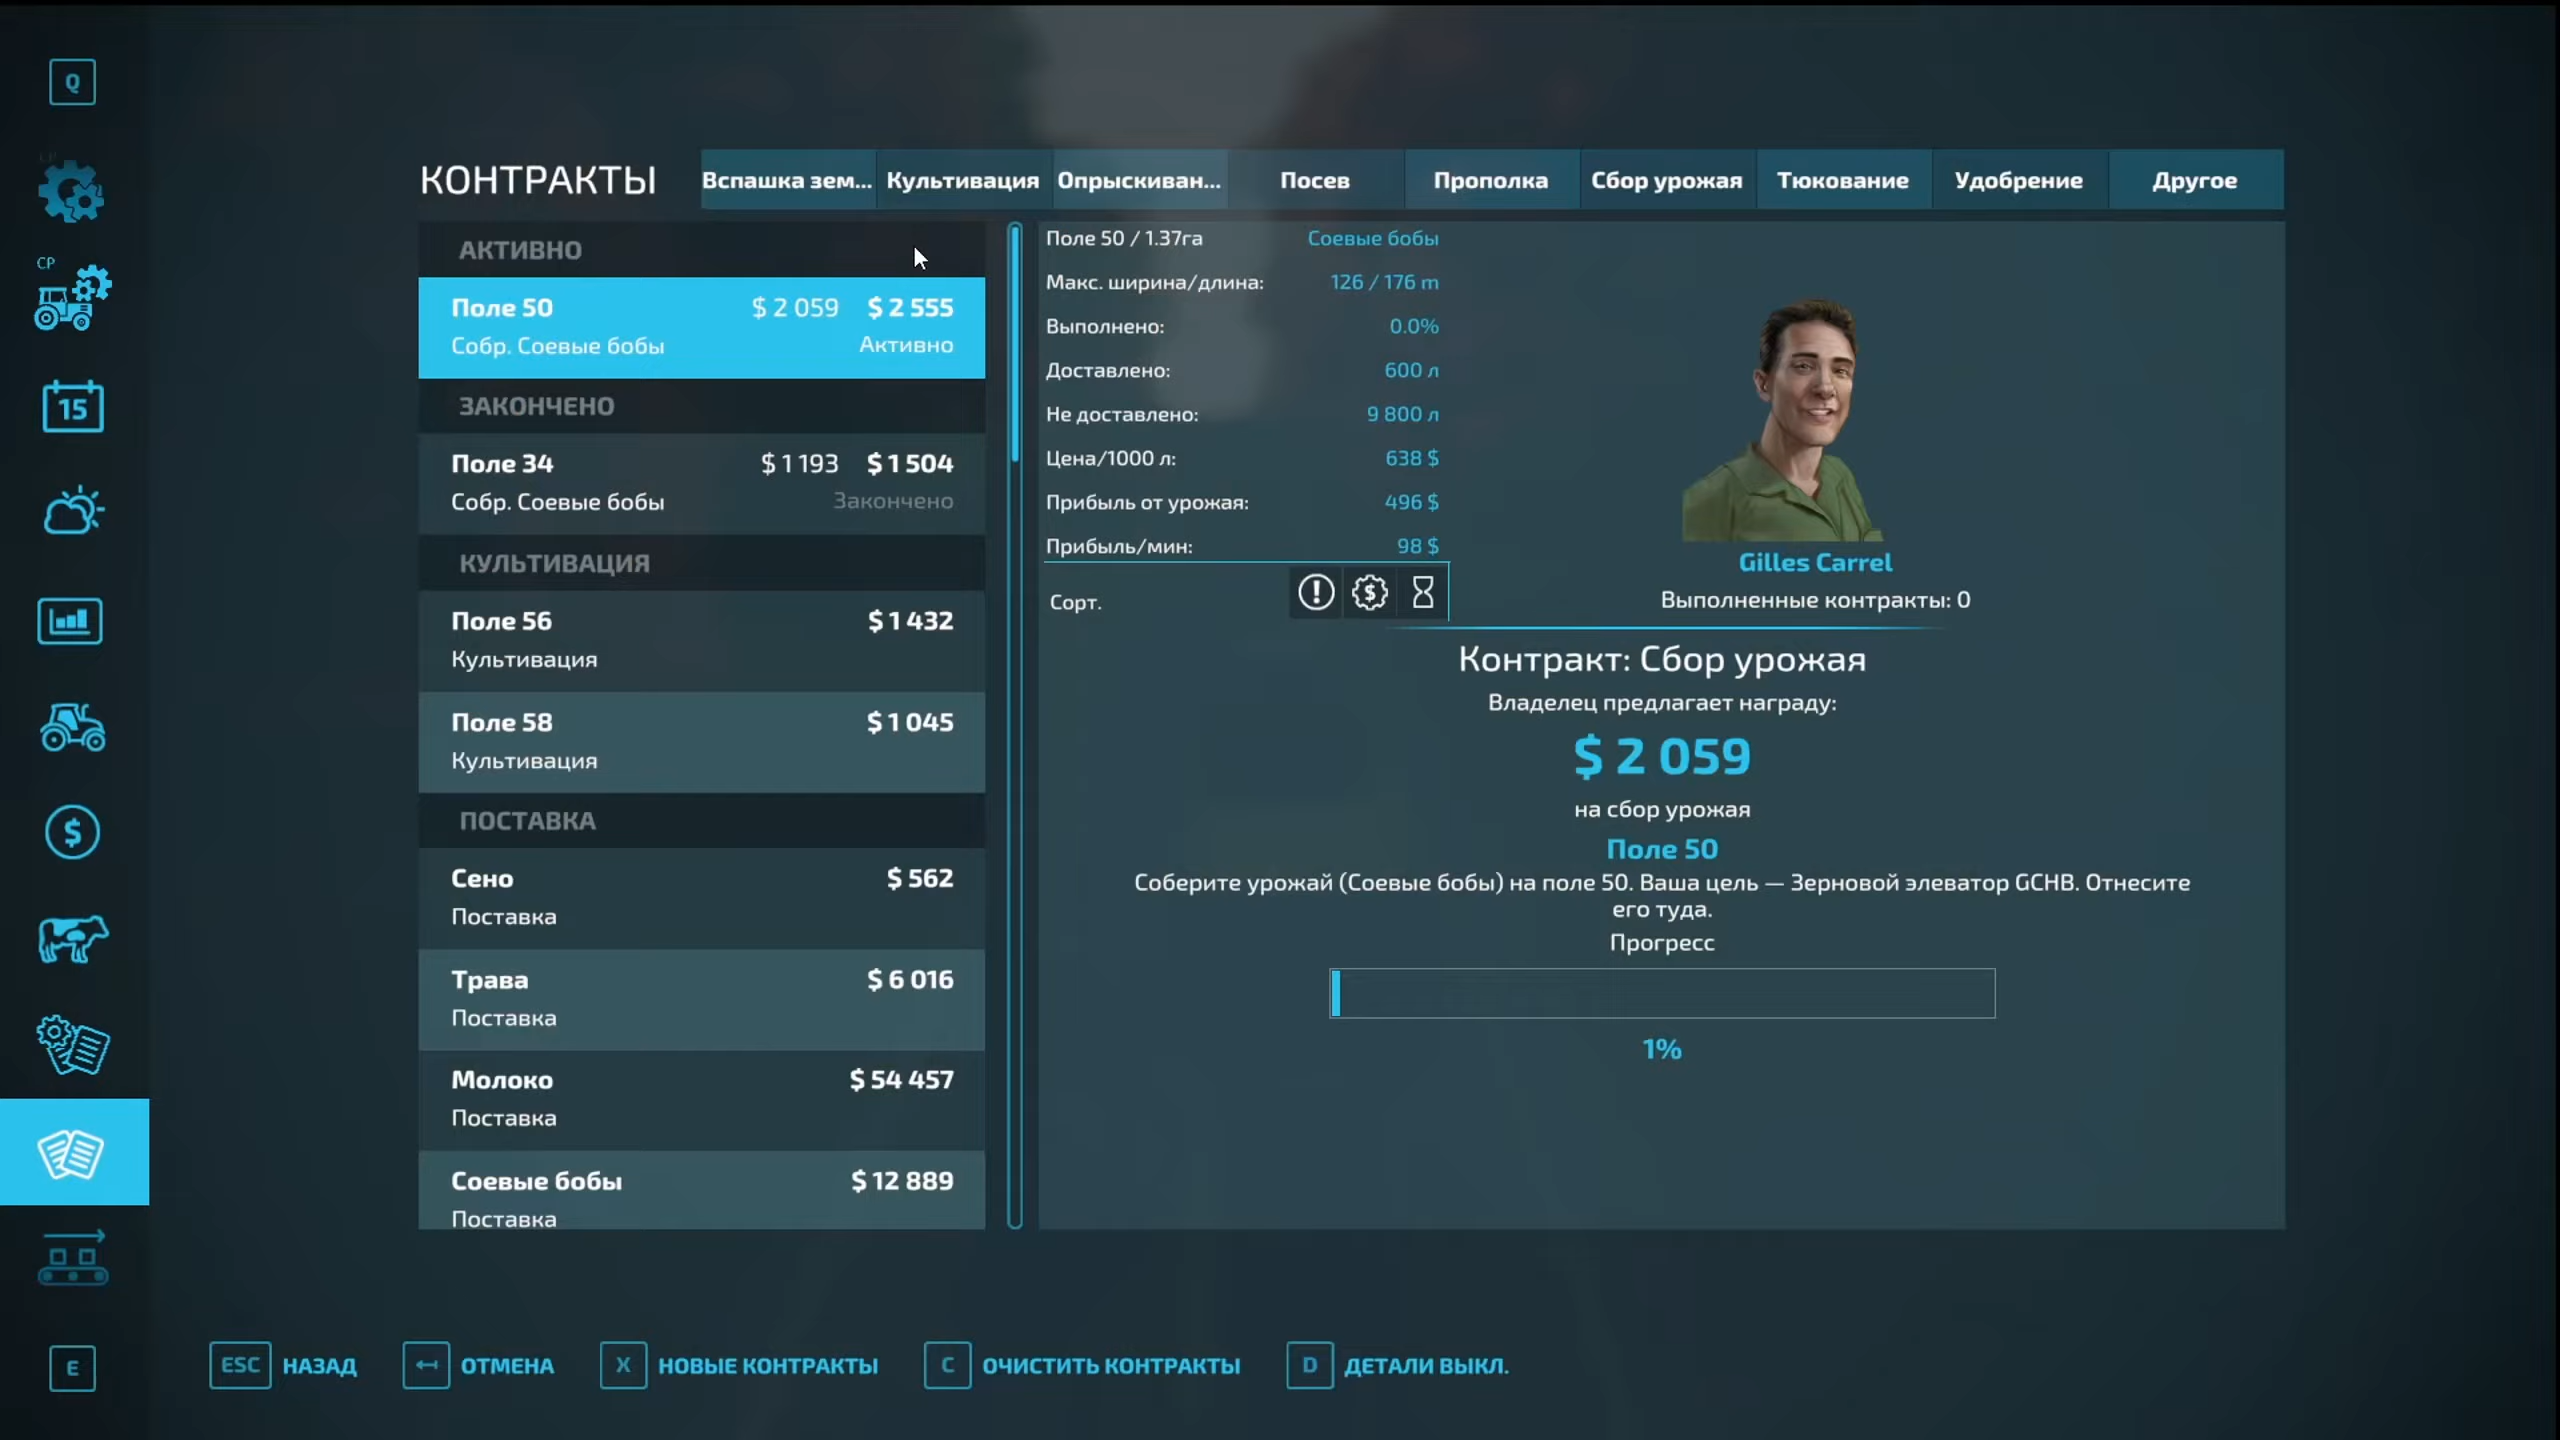 Q
CP
CP
15
E
КОНТРАКТЫ
Вспашка зем...
Культивация
Опрыскиван...
Посев
Прополка
Сбор урожая
Тюкование
Удобрение
Другое
АКТИВНО
Поле 50 $ 2 059 $ 2 555
Собр. Соевые бобы Активно
ЗАКОНЧЕНО
Поле 34 $ 1 193 $ 1 504
Собр. Соевые бобы Закончено
КУЛЬТИВАЦИЯ
Поле 56 $ 1 432
Культивация
Поле 58 $ 1 045
Культивация
ПОСТАВКА
Сено $ 562
Поставка
Трава $ 6 016
Поставка
Молоко $ 54 457
Поставка
Соевые бобы $ 12 889
Поставка
Поле 50 / 1.37га Соевые бобы
Макс. ширина/длина: 126 / 176 m
Выполнено: 0.0%
Доставлено: 600 л
Не доставлено: 9 800 л
Цена/1000 л: 638 $
Прибыль от урожая: 496 $
Прибыль/мин: 98 $
Сорт.
Gilles Carrel
Выполненные контракты: 0
Контракт: Сбор урожая
Владелец предлагает награду:
$ 2 059
на сбор урожая
Поле 50
Соберите урожай (Соевые бобы) на поле 50. Ваша цель — Зерновой элеватор GCHB. Отнесите
его туда.
Прогресс
1%
ESC НАЗАД
ОТМЕНА
X НОВЫЕ КОНТРАКТЫ
C ОЧИСТИТЬ КОНТРАКТЫ
D ДЕТАЛИ ВЫКЛ.